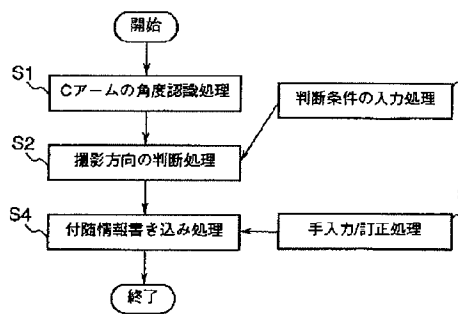 開始
S1
Cアームの角度認識処理
判断条件の入力処理
S2
撮影方向の判断処理
S4
付随情報書き込み処理
手入力/訂正処理
終了